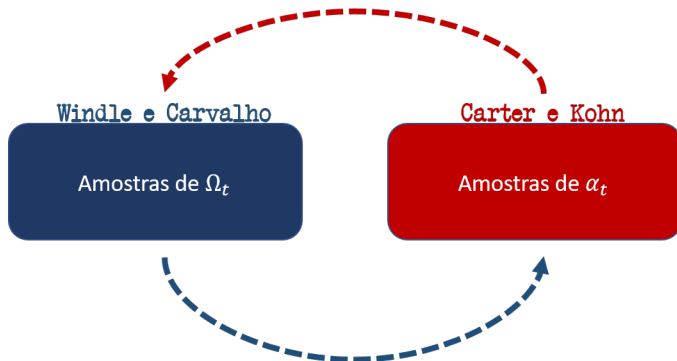 Windle e Carvalho
Carter e Kohn
Amostras de Ωₜ
Amostras de αₜ